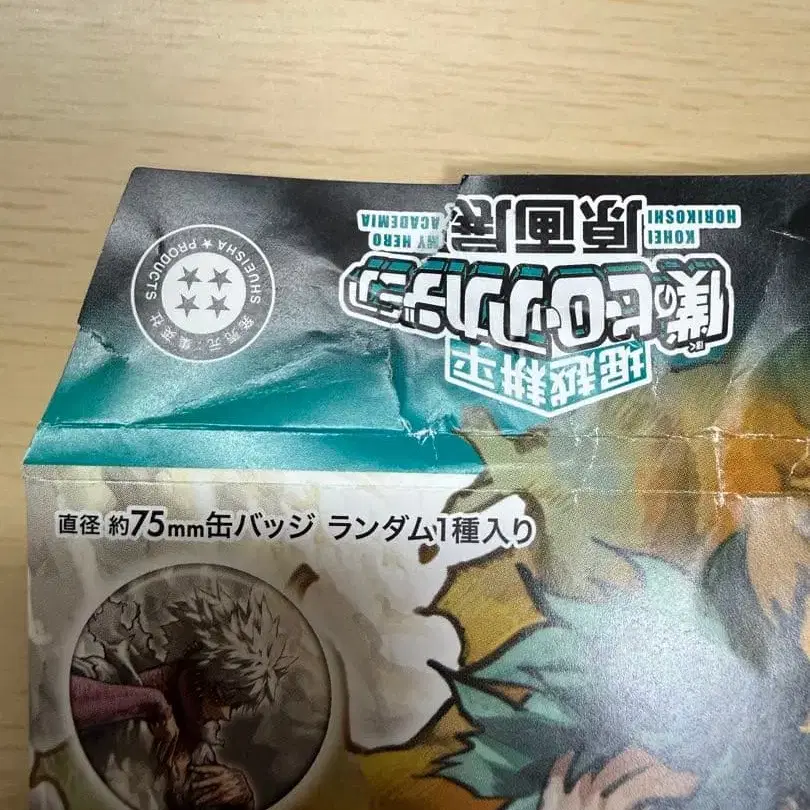 堀越耕平
僕のヒーローアカデミア
ぼく
原画展
KOHEI
HORIKOSHI
MY HERO
ACADEMIA
SHUEISHA★PRODUCTS
発売元:集英社
直径 約75mm缶バッジ ランダム1種入り